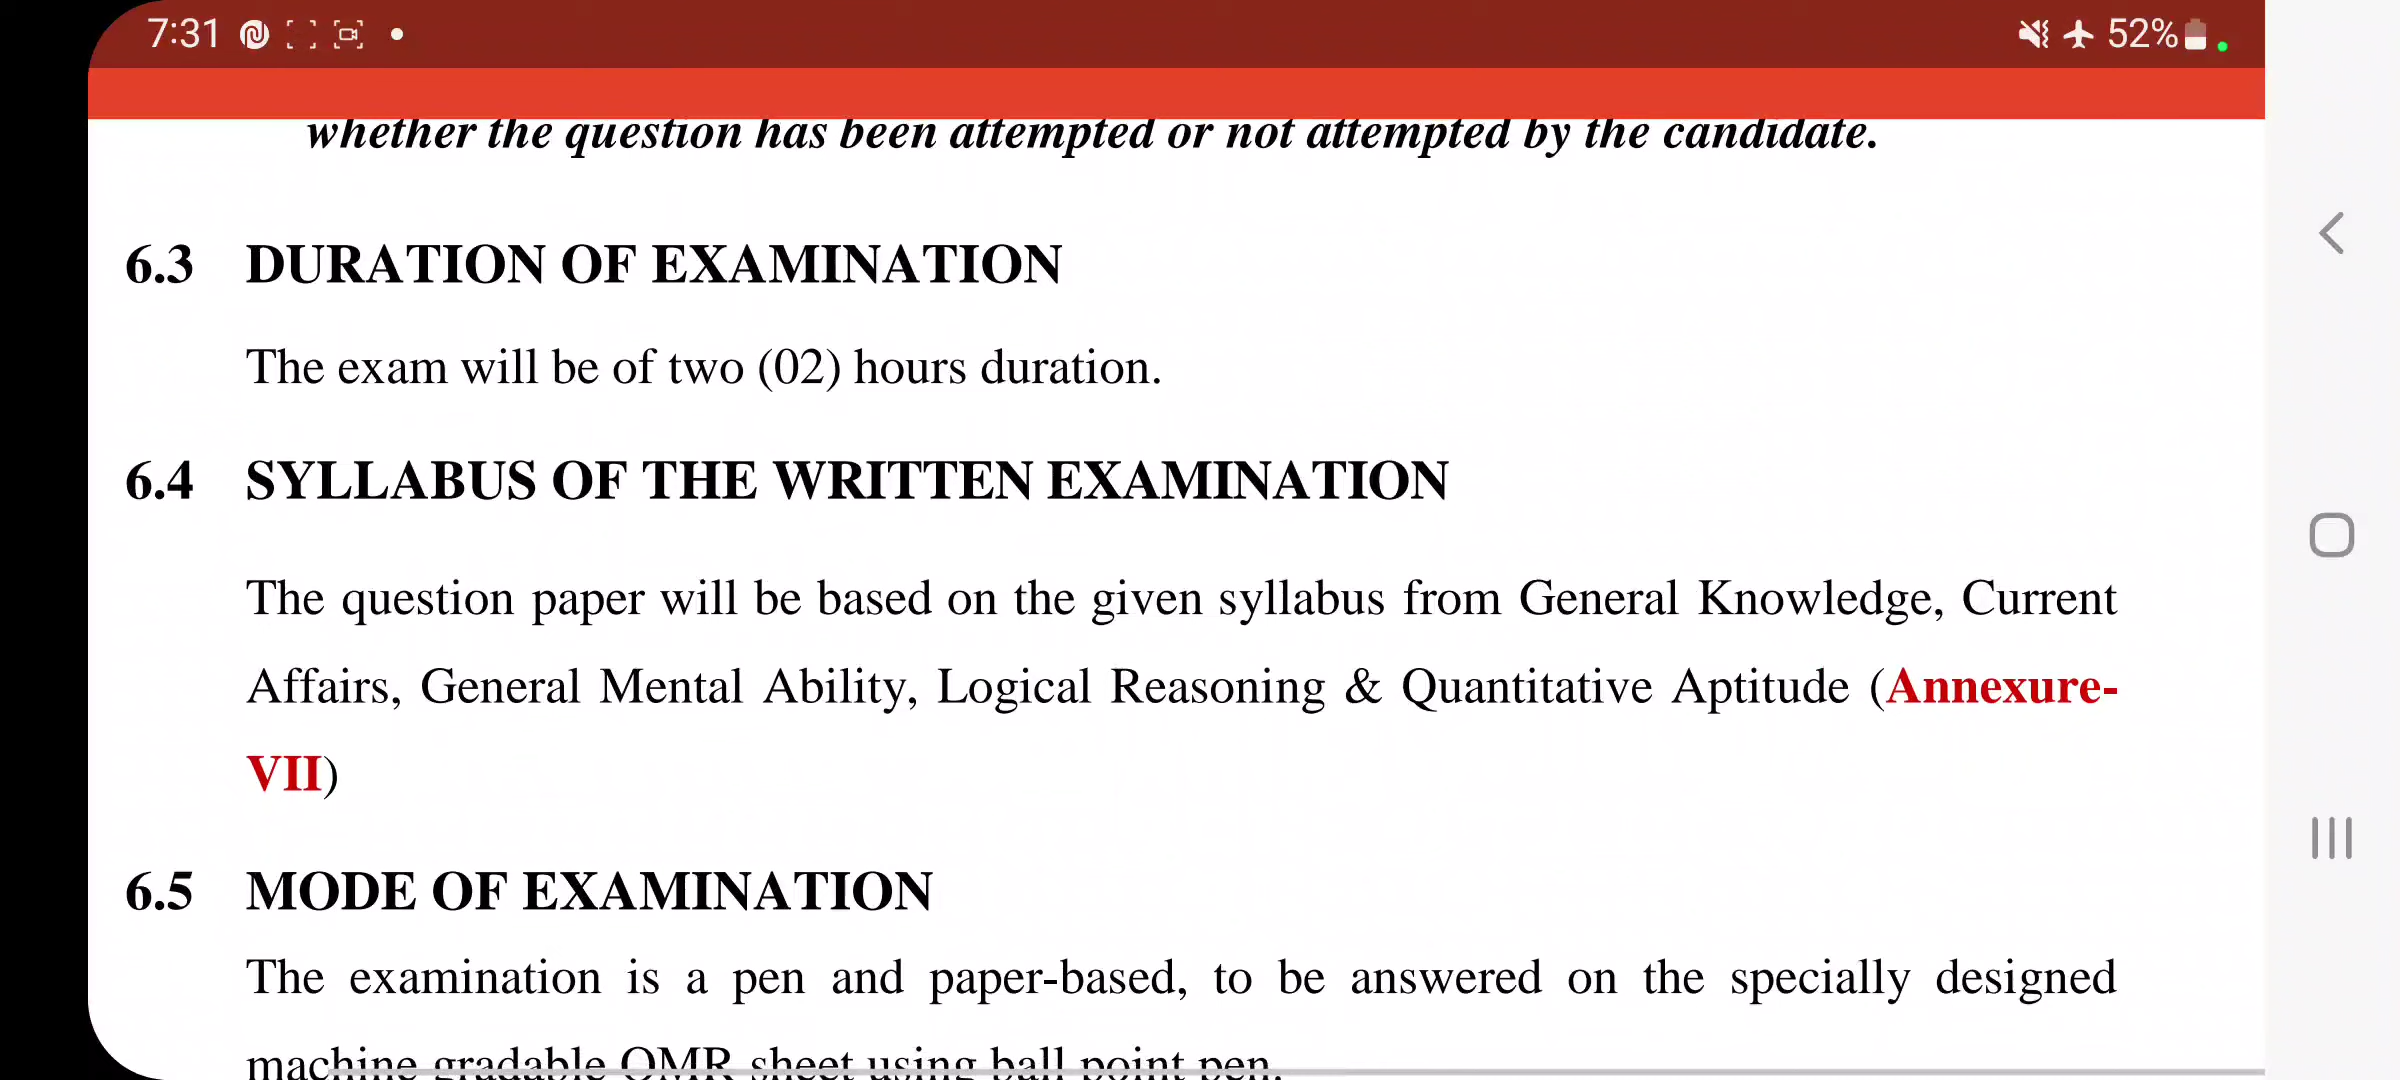 7:31
52%
whether the question has been attempted or not attempted by the candidate.
6.3 DURATION OF EXAMINATION
The exam will be of two (02) hours duration.
6.4 SYLLABUS OF THE WRITTEN EXAMINATION
The question paper will be based on the given syllabus from General Knowledge, Current
Affairs, General Mental Ability, Logical Reasoning & Quantitative Aptitude (Annexure-
VII)
6.5 MODE OF EXAMINATION
The examination is a pen and paper-based, to be answered on the specially designed
machine gradable OMR sheet using ball point pen.